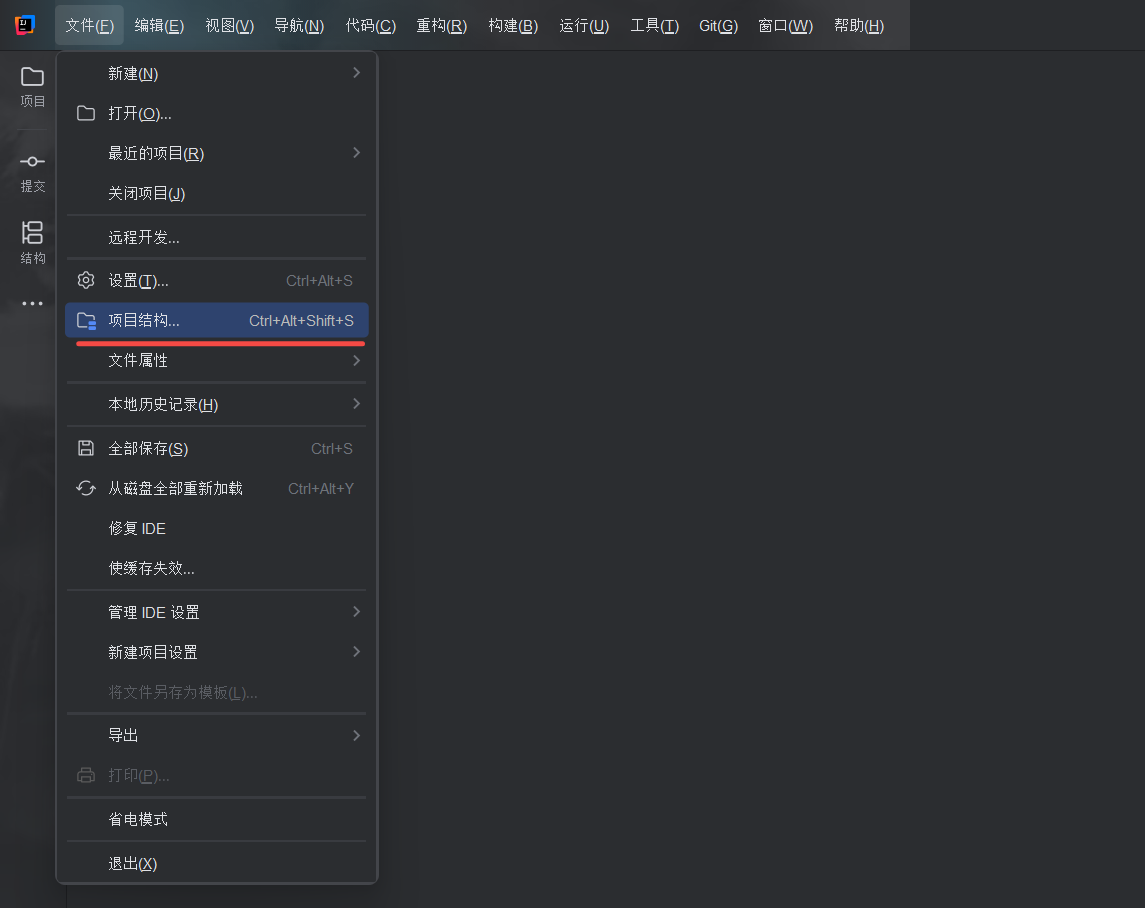 文件(F) 编辑(E) 视图(V) 导航(N) 代码(C) 重构(R) 构建(B) 运行(U) 工具(T) Git(G) 窗口(W) 帮助(H)
项目
提交
结构
新建(N)
打开(O)...
最近的项目(R)
关闭项目(J)
远程开发...
设置(T)... Ctrl+Alt+S
项目结构... Ctrl+Alt+Shift+S
文件属性
本地历史记录(H)
全部保存(S) Ctrl+S
从磁盘全部重新加载 Ctrl+Alt+Y
修复 IDE
使缓存失效...
管理 IDE 设置
新建项目设置
将文件另存为模板(L)...
导出
打印(P)...
省电模式
退出(X)